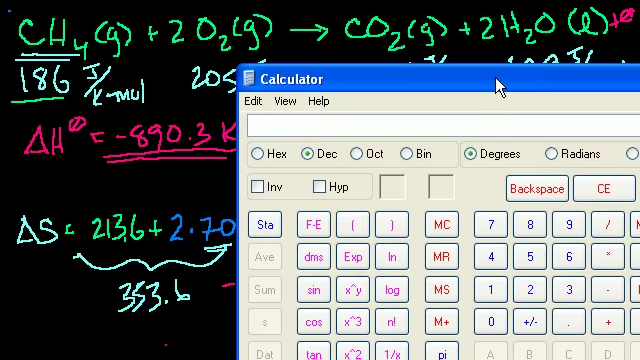 CH₄(g) + 2 O₂(g) → CO₂(g) + 2H₂O (l) +
186 J/K·mol 205
Calculator
Edit View Help
ΔH = -890.3 K
Hex Dec Oct Bin Degrees Radians
Inv Hyp Backspace CE
ΔS = 213.6 + 2·70
Sta F-E ( ) MC 7 8 9 /
Ave dms Exp ln MR 4 5 6 *
353.6
Sum sin x^y log MS 1 2 3 -
s cos x^3 n! M+ 0 +/- . +
Dat tan x^2 1/x pi A B C